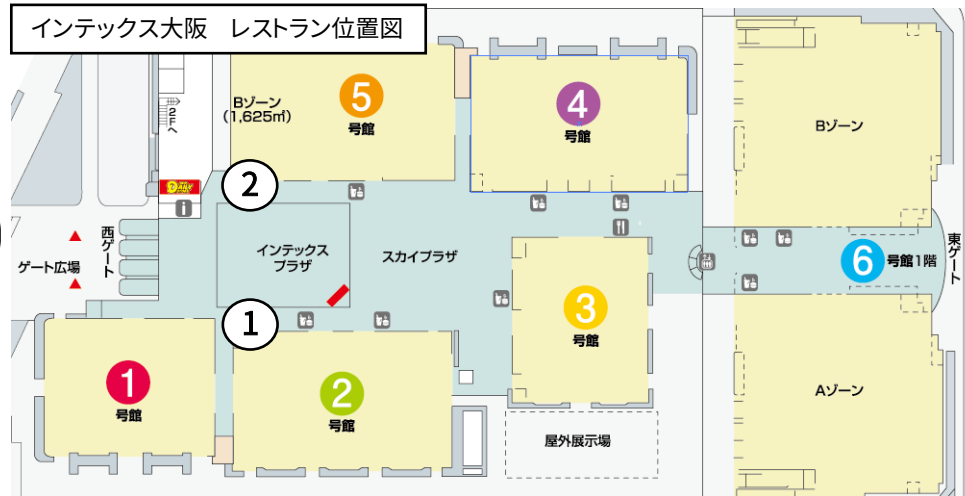 インテックス大阪　レストラン位置図
5
号館
Bゾーン
(1,625㎡)
4
号館
Bゾーン
2Fへ
2
i
西ゲート
ゲート広場
インテックス
プラザ
スカイプラザ
6
号館1階
東ゲート
1
3
号館
1
号館
2
号館
Aゾーン
屋外展示場